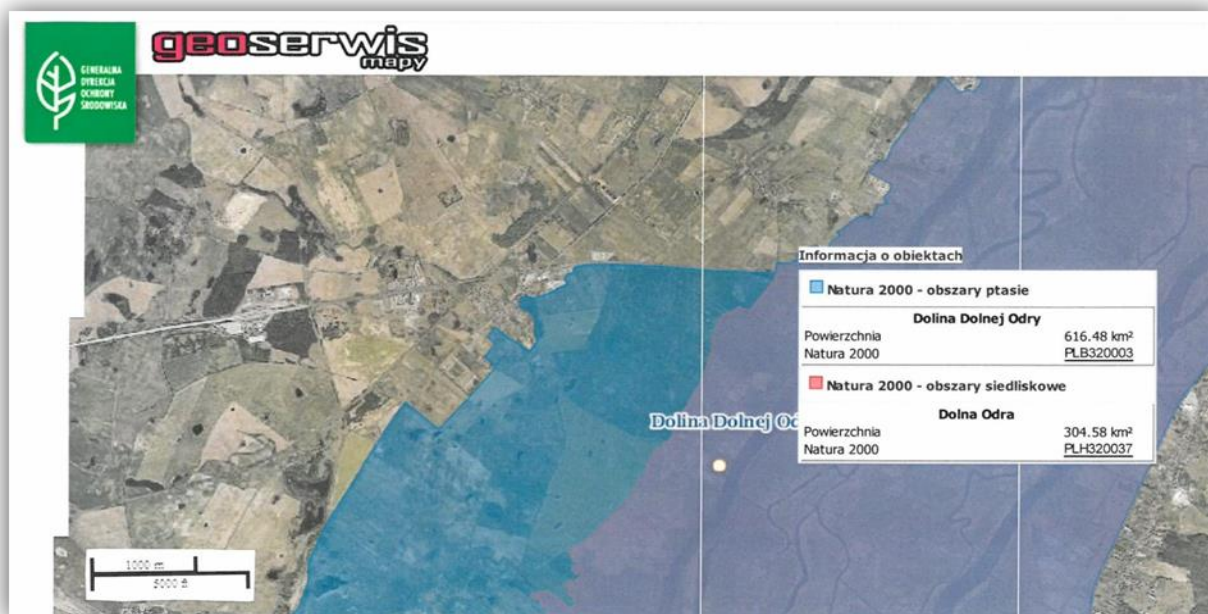 GENERALNA
DYREKCJA
OCHRONY
ŚRODOWISKA
geoserwis
mapy
Informacja o obiektach
Natura 2000 - obszary ptasie
Dolina Dolnej Odry
Powierzchnia 616.48 km²
Natura 2000 PLB320003
Natura 2000 - obszary siedliskowe
Dolna Odra
Powierzchnia 304.58 km²
Natura 2000 PLH320037
Dolina Dolnej Od
1000 m
5000 ft